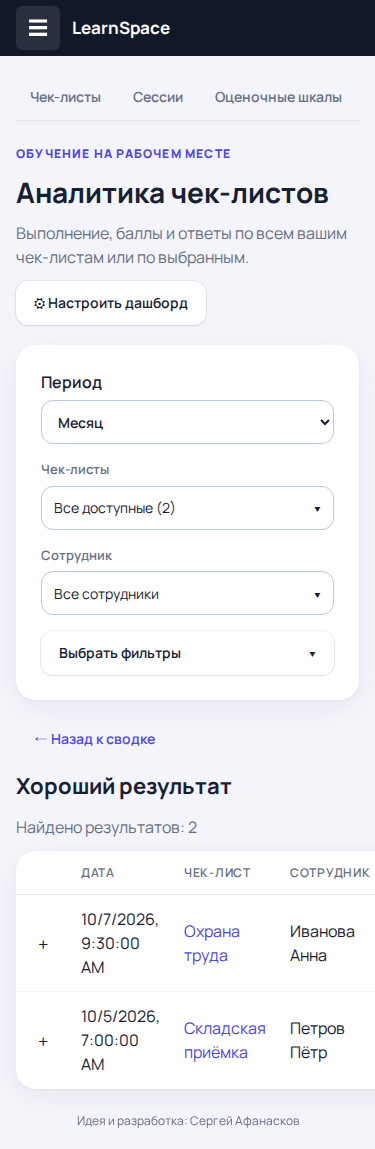 ☰ LearnSpace
Чек-листы Сессии Оценочные шкалы
ОБУЧЕНИЕ НА РАБОЧЕМ МЕСТЕ
Аналитика чек-листов
Выполнение, баллы и ответы по всем вашим
чек-листам или по выбранным.
⚙ Настроить дашборд
Период
Месяц
Чек-листы
Все доступные (2) ▾
Сотрудник
Все сотрудники ▾
Выбрать фильтры ▾
← Назад к сводке
Хороший результат
Найдено результатов: 2
ДАТА ЧЕК-ЛИСТ СОТРУДНИК
+ 10/7/2026, 9:30:00 AM Охрана труда Иванова Анна
+ 10/5/2026, 7:00:00 AM Складская приёмка Петров Пётр
Идея и разработка: Сергей Афанасков